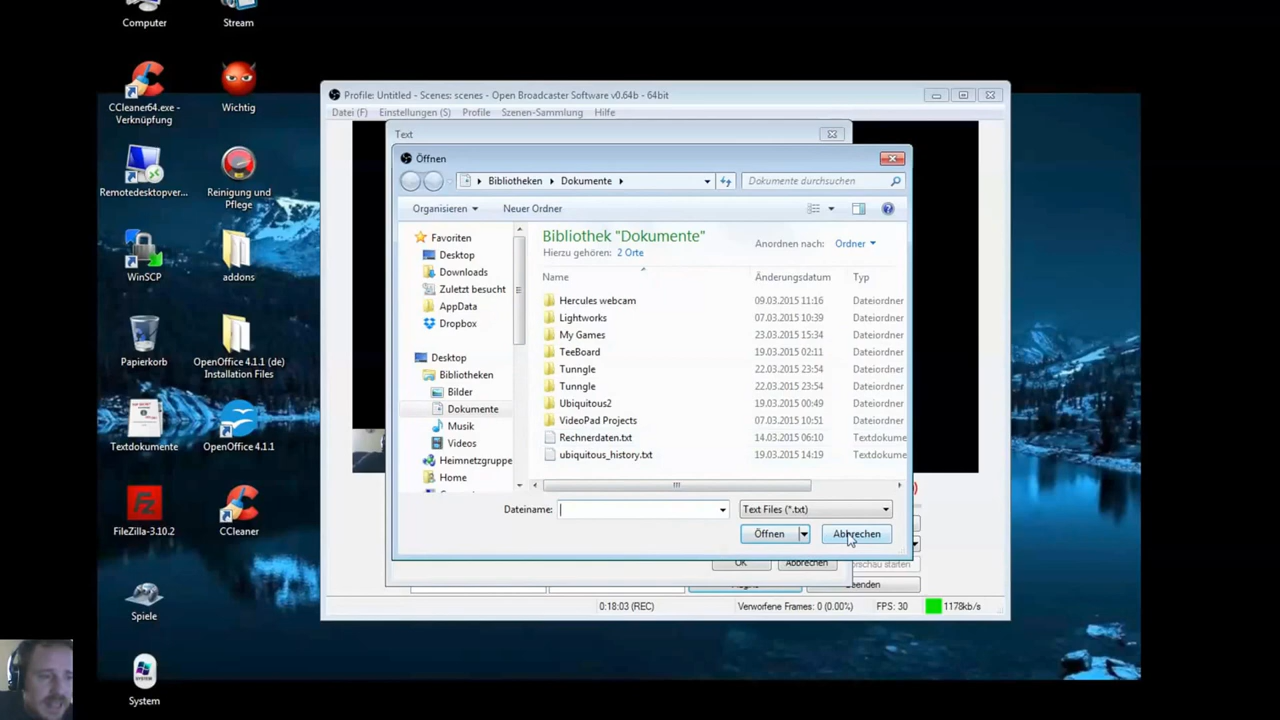 Computer
Stream
CCleaner64.exe -
Verknüpfung
Wichtig
Remotedesktopver...
Reinigung und
Pflege
WinSCP
addons
Papierkorb
OpenOffice 4.1.1 (de)
Installation Files
Textdokumente
OpenOffice 4.1.1
FileZilla-3.10.2
CCleaner
Spiele
System
Profile: Untitled - Scenes: scenes - Open Broadcaster Software v0.64b - 64bit
Datei (F) Einstellungen (S) Profile Szenen-Sammlung Hilfe
Text
Öffnen
Bibliotheken Dokumente
Dokumente durchsuchen
Organisieren Neuer Ordner
Favoriten
Desktop
Downloads
Zuletzt besucht
AppData
Dropbox
Desktop
Bibliotheken
Bilder
Dokumente
Musik
Videos
Heimnetzgruppe
Home
Bibliothek "Dokumente"
Hierzu gehören: 2 Orte
Anordnen nach: Ordner
Name Änderungsdatum Typ
Hercules webcam 09.03.2015 11:16 Dateiordner
Lightworks 07.03.2015 10:39 Dateiordner
My Games 23.03.2015 15:34 Dateiordner
TeeBoard 19.03.2015 02:11 Dateiordner
Tunngle 22.03.2015 23:54 Dateiordner
Tunngle 22.03.2015 23:54 Dateiordner
Ubiquitous2 19.03.2015 00:49 Dateiordner
VideoPad Projects 07.03.2015 10:51 Dateiordner
Rechnerdaten.txt 14.03.2015 06:10 Textdokume
ubiquitous_history.txt 19.03.2015 14:19 Textdokume
Dateiname:
Text Files (*.txt)
Öffnen Abbrechen
OK Abbrechen
orschau starten
Beenden
0:18:03 (REC) Verworfene Frames: 0 (0.00%) FPS: 30 1178kb/s